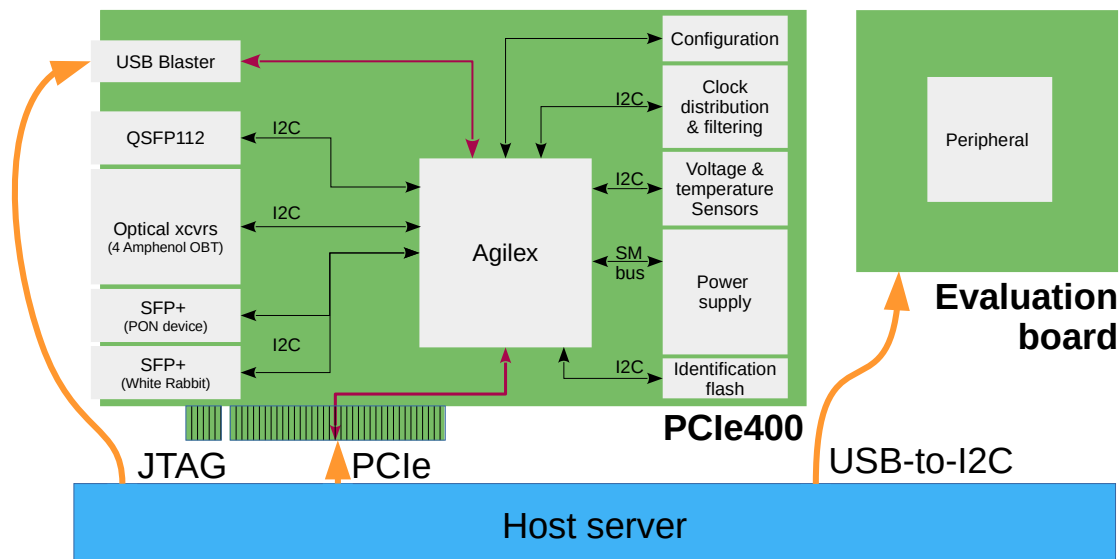 USB Blaster
QSFP112
Optical xcvrs
(4 Amphenol OBT)
SFP+
(PON device)
SFP+
(White Rabbit)
I2C
I2C
I2C
Agilex
I2C
I2C
SM
bus
I2C
Configuration
Clock
distribution
& filtering
Voltage &
temperature
Sensors
Power
supply
Identification
flash
PCIe400
Peripheral
Evaluation
board
JTAG
PCIe
USB-to-I2C
Host server